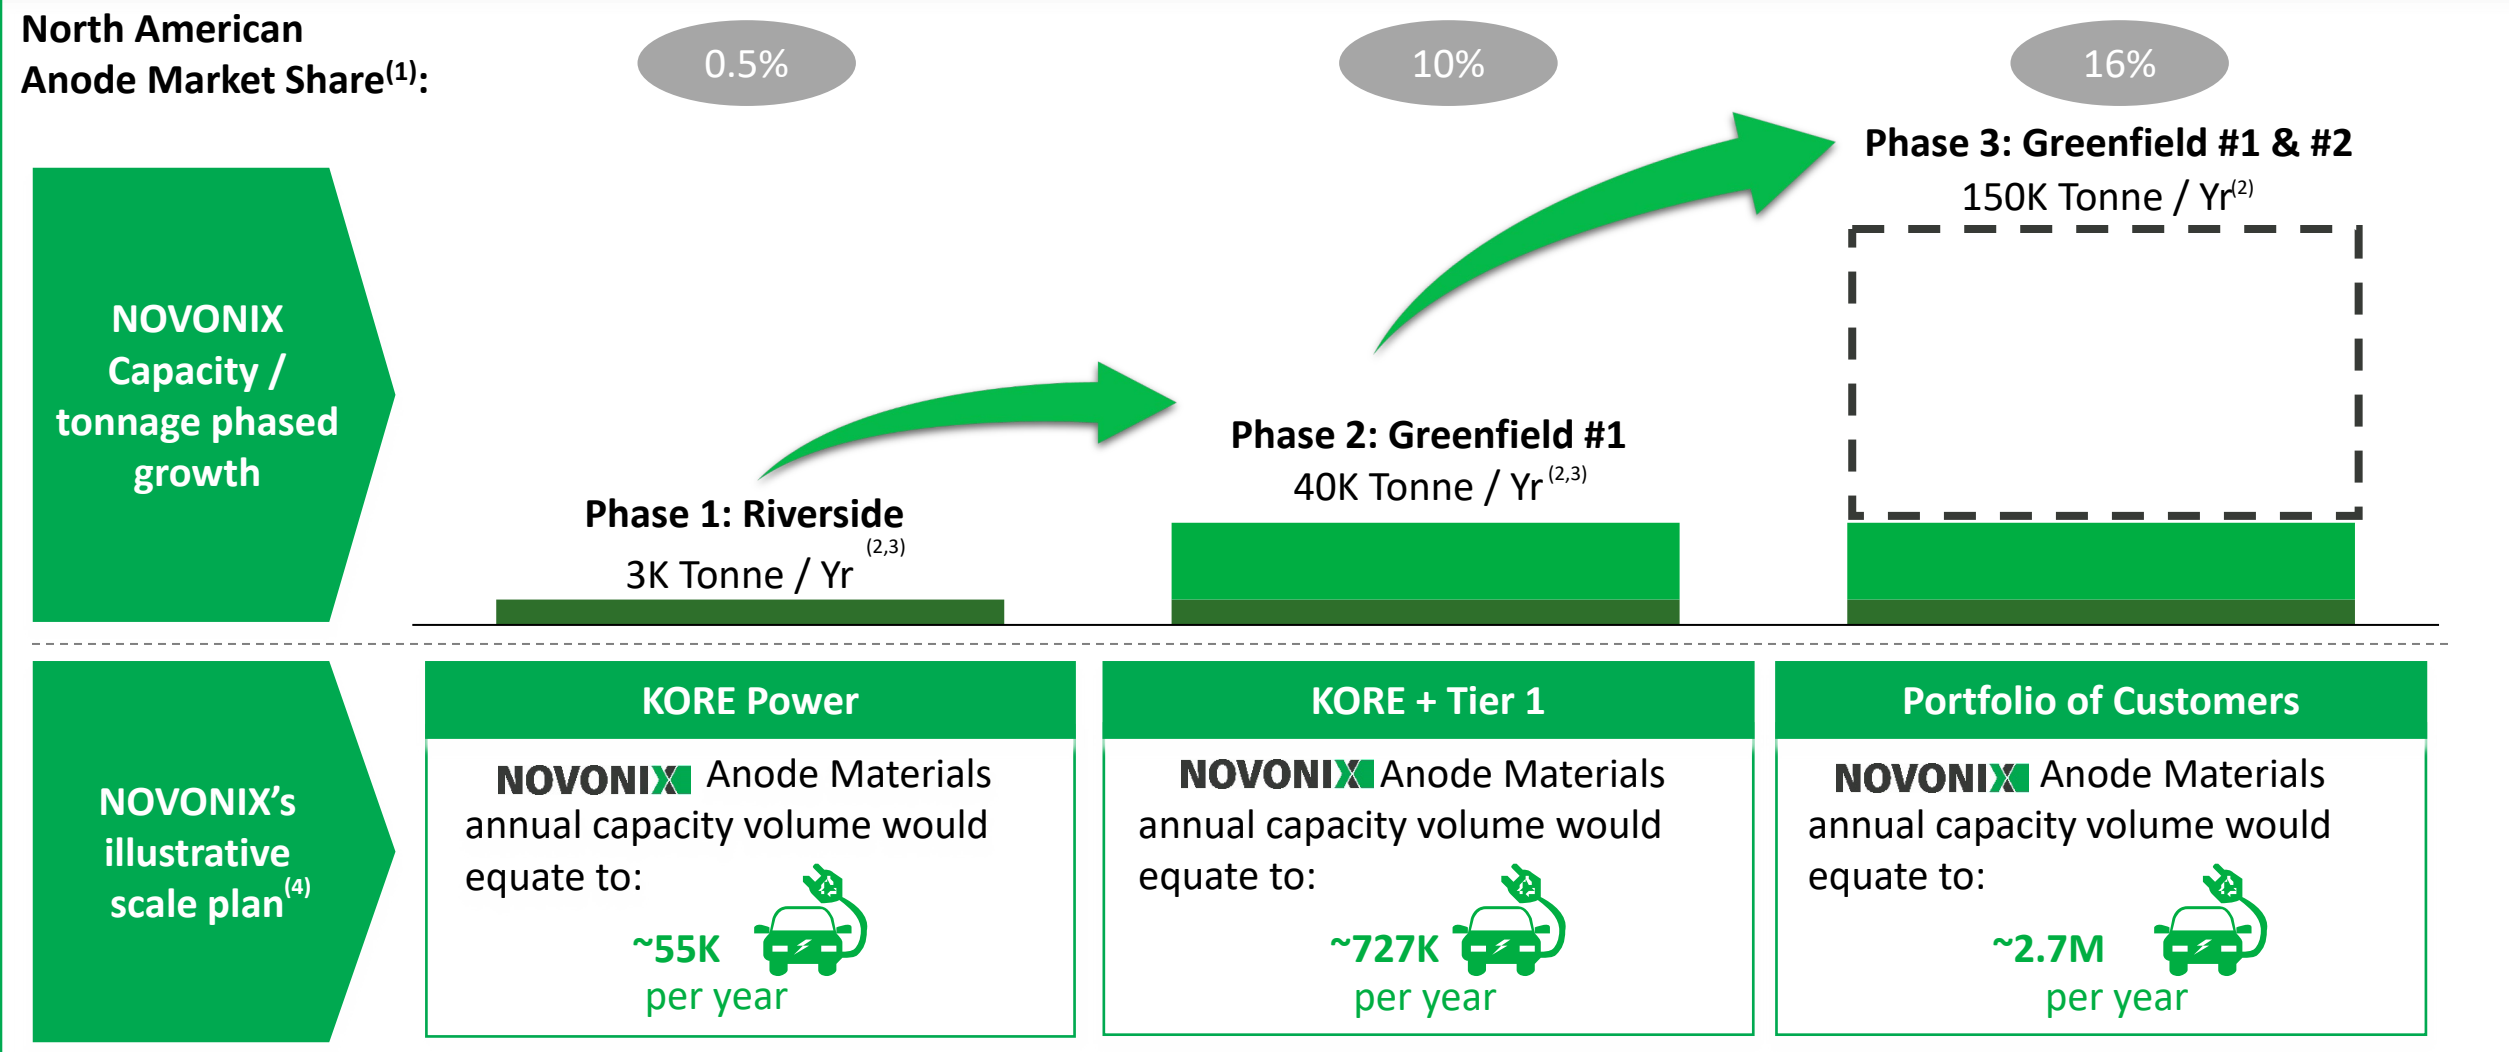 North American
Anode Market Share(1):
0.5%
10%
16%
NOVONIX
Capacity /
tonnage phased
growth
Phase 1: Riverside
3K Tonne / Yr (2,3)
Phase 2: Greenfield #1
40K Tonne / Yr (2,3)
Phase 3: Greenfield #1 & #2
150K Tonne / Yr(2)
NOVONIX's
illustrative
scale plan(4)
KORE Power
NOVONIX Anode Materials
annual capacity volume would
equate to:
~55K
per year
KORE + Tier 1
NOVONIX Anode Materials
annual capacity volume would
equate to:
~727K
per year
Portfolio of Customers
NOVONIX Anode Materials
annual capacity volume would
equate to:
~2.7M
per year